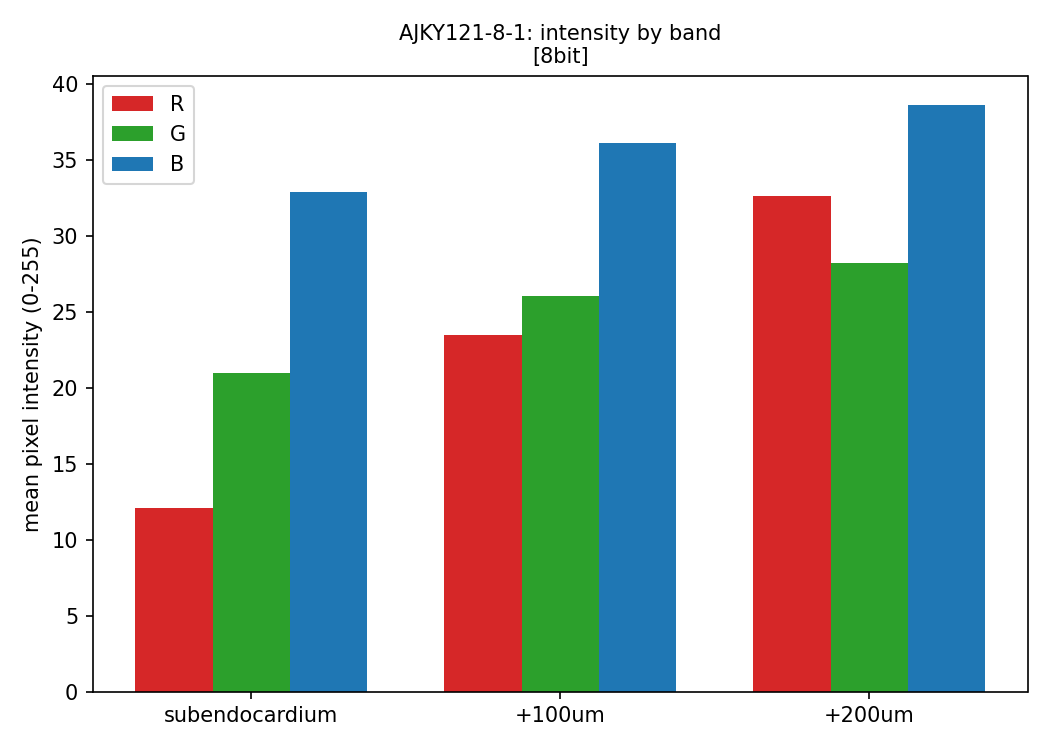 AJKY121-8-1: intensity by band
[8bit]
R
G
B
mean pixel intensity (0-255)
40
35
30
25
20
15
10
5
0
subendocardium
+100um
+200um